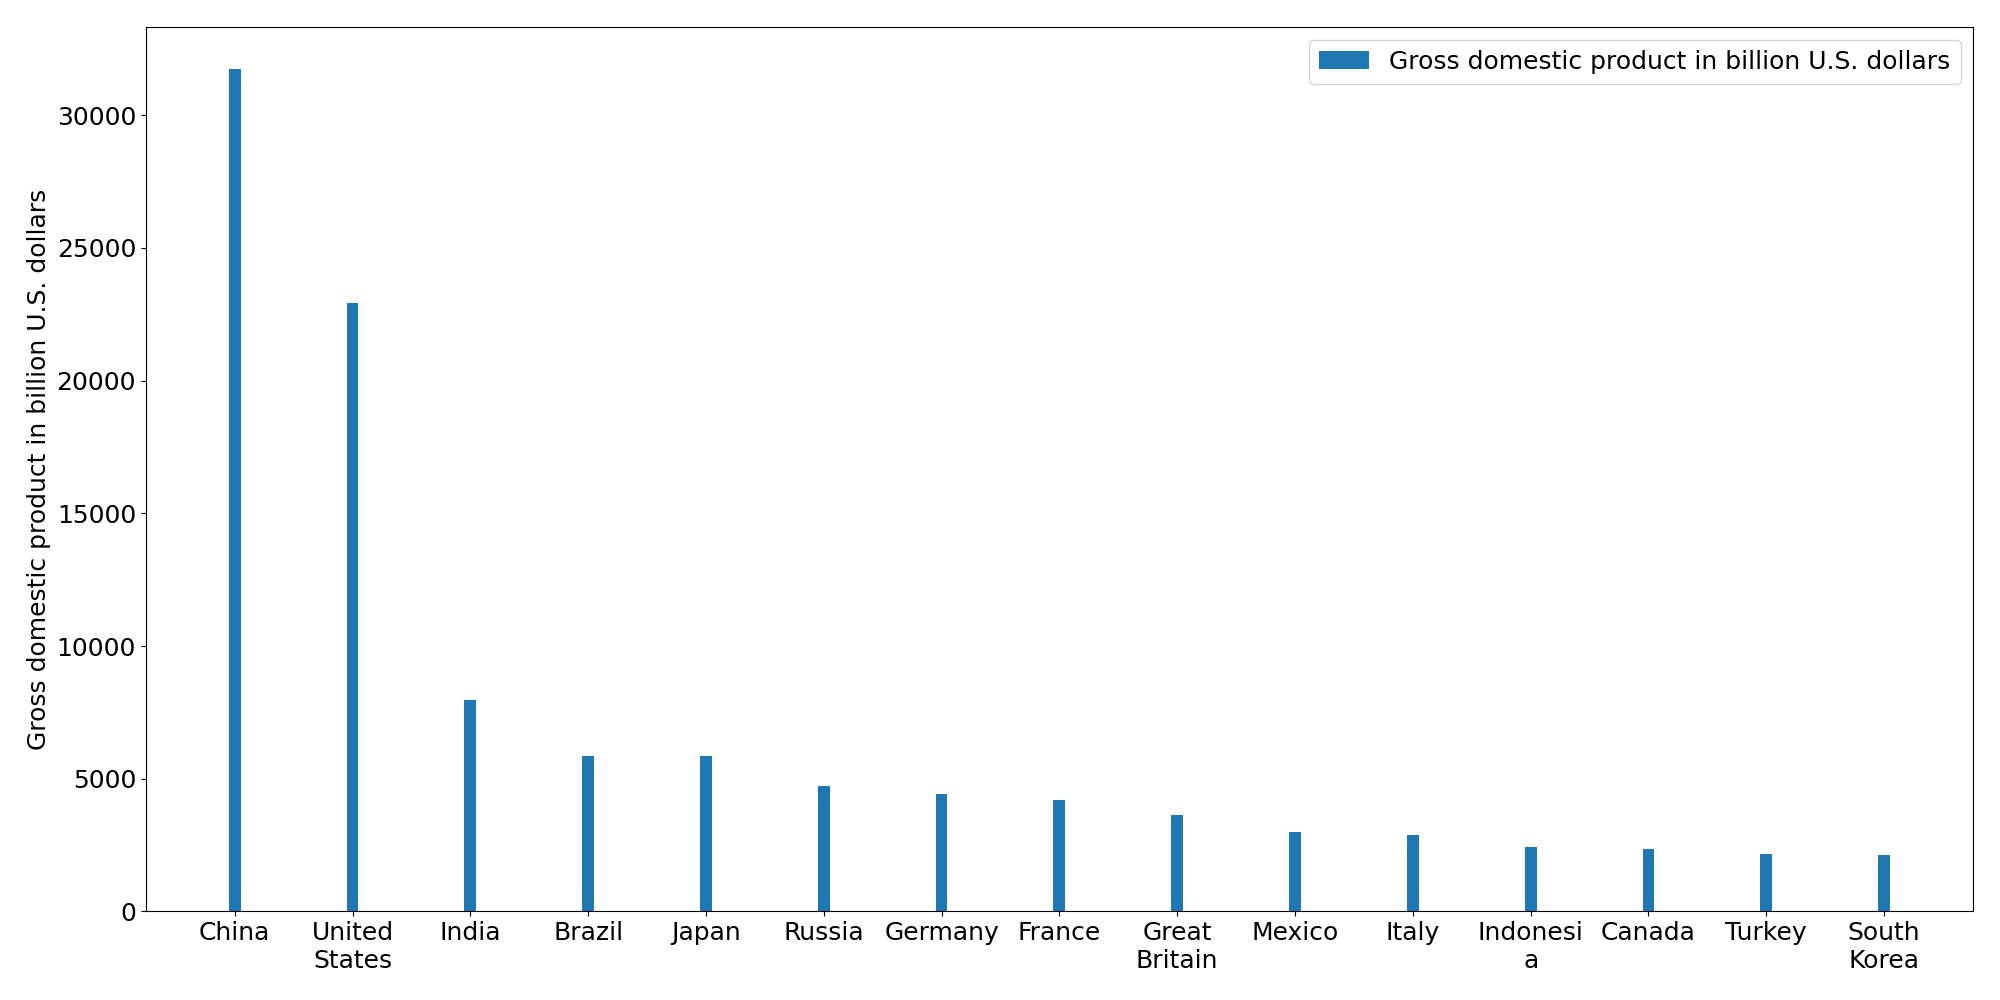 Gross domestic product in billion U.S. dollars
Gross domestic product in billion U.S. dollars
30000
25000
20000
15000
10000
5000
0
China
United
States
India
Brazil
Japan
Russia
Germany
France
Great
Britain
Mexico
Italy
Indonesi
a
Canada
Turkey
South
Korea